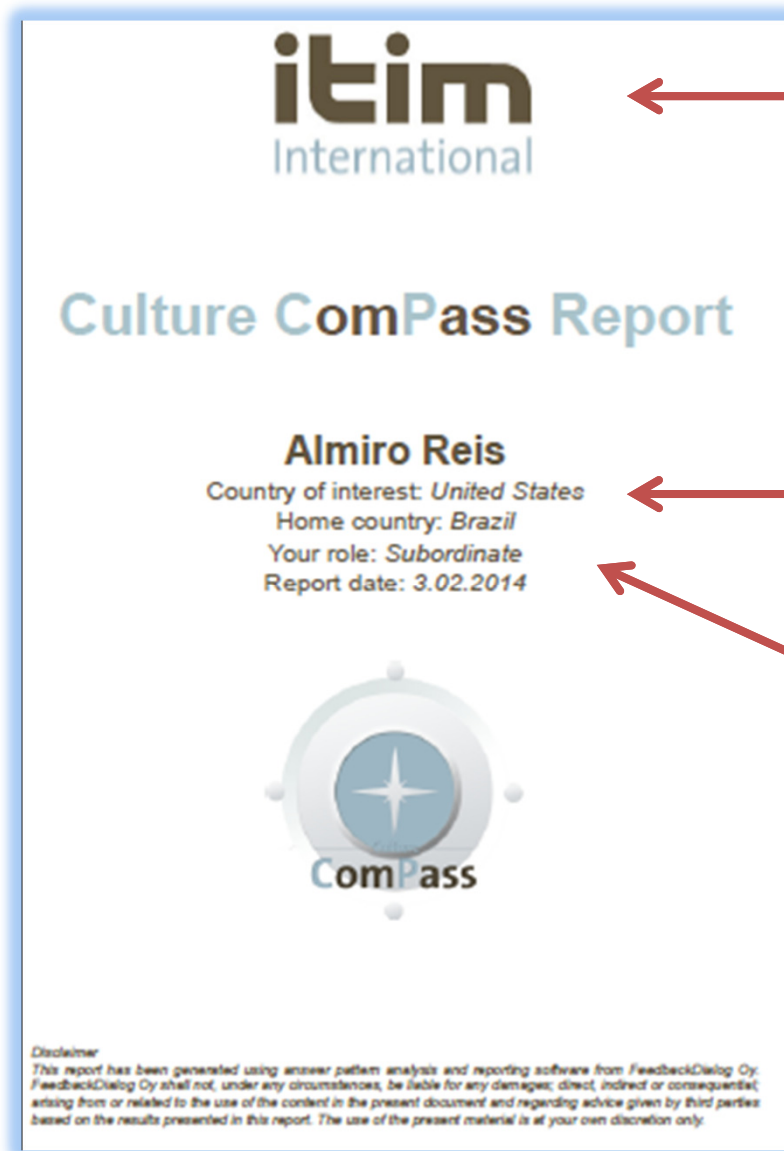 itim
International
Culture ComPass Report
Almiro Reis
Country of interest: United States
Home country: Brazil
Your role: Subordinate
Report date: 3.02.2014
Culture
ComPass
Disclaimer
This report has been generated using answer pattern analysis and reporting software from FeedbackDialog Oy.
FeedbackDialog Oy shall not, under any circumstances, be liable for any damages; direct, indirect or consequential;
arising from or related to the use of the content in the present document and regarding advice given by third parties
based on the results presented in this report. The use of the present material is at your own discretion only.